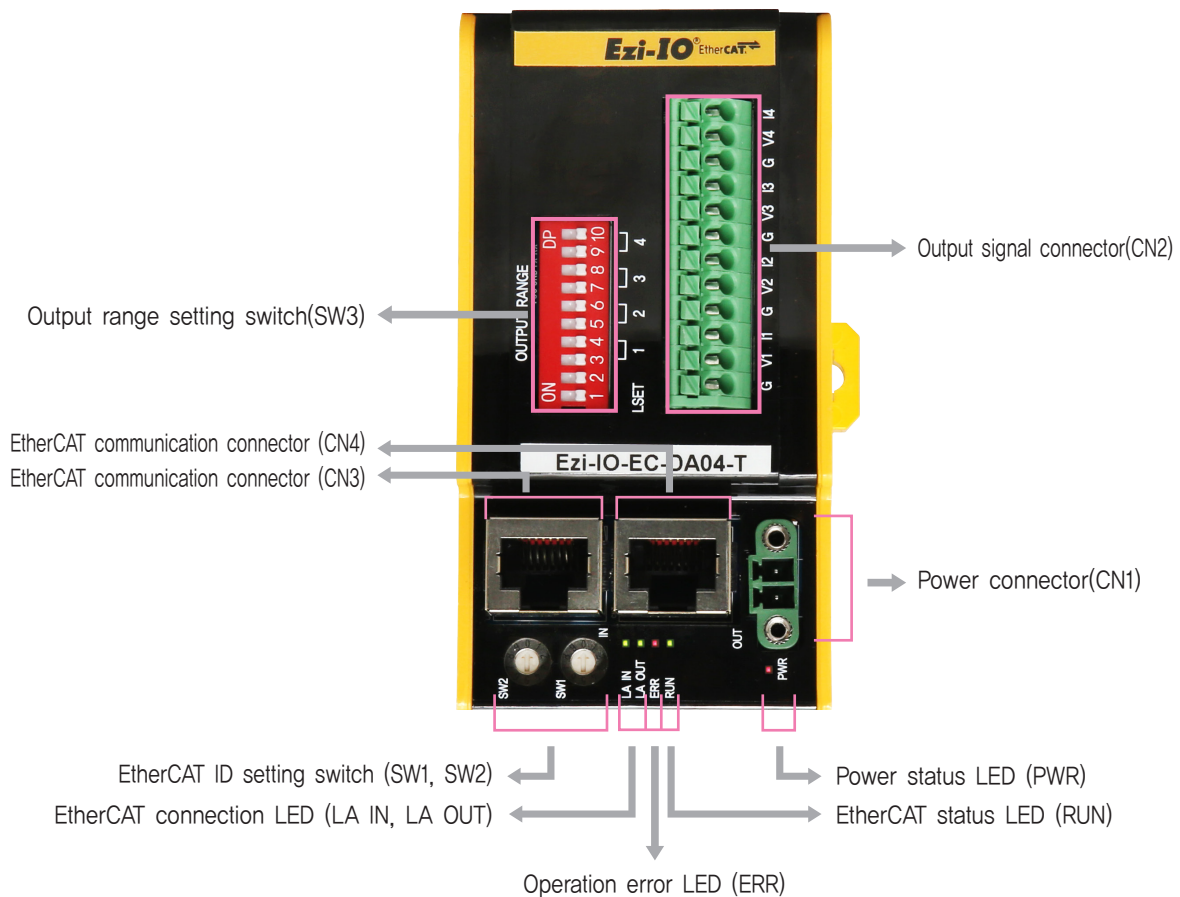 Ezi-IO® EtherCAT
I4
V4
G
I3
V3
G
I2
V2
G
I1
V1
G
OUTPUT RANGE
ON
DP
1 2 3 4 5 6 7 8 9 10
LSET
1
2
3
4
Output signal connector(CN2)
Output range setting switch(SW3)
EtherCAT communication connector (CN4)
EtherCAT communication connector (CN3)
Ezi-IO-EC-DA04-T
Power connector(CN1)
IN
OUT
SW2
SW1
LA IN
LA OUT
ERR
RUN
PWR
EtherCAT ID setting switch (SW1, SW2)
Power status LED (PWR)
EtherCAT connection LED (LA IN, LA OUT)
EtherCAT status LED (RUN)
Operation error LED (ERR)